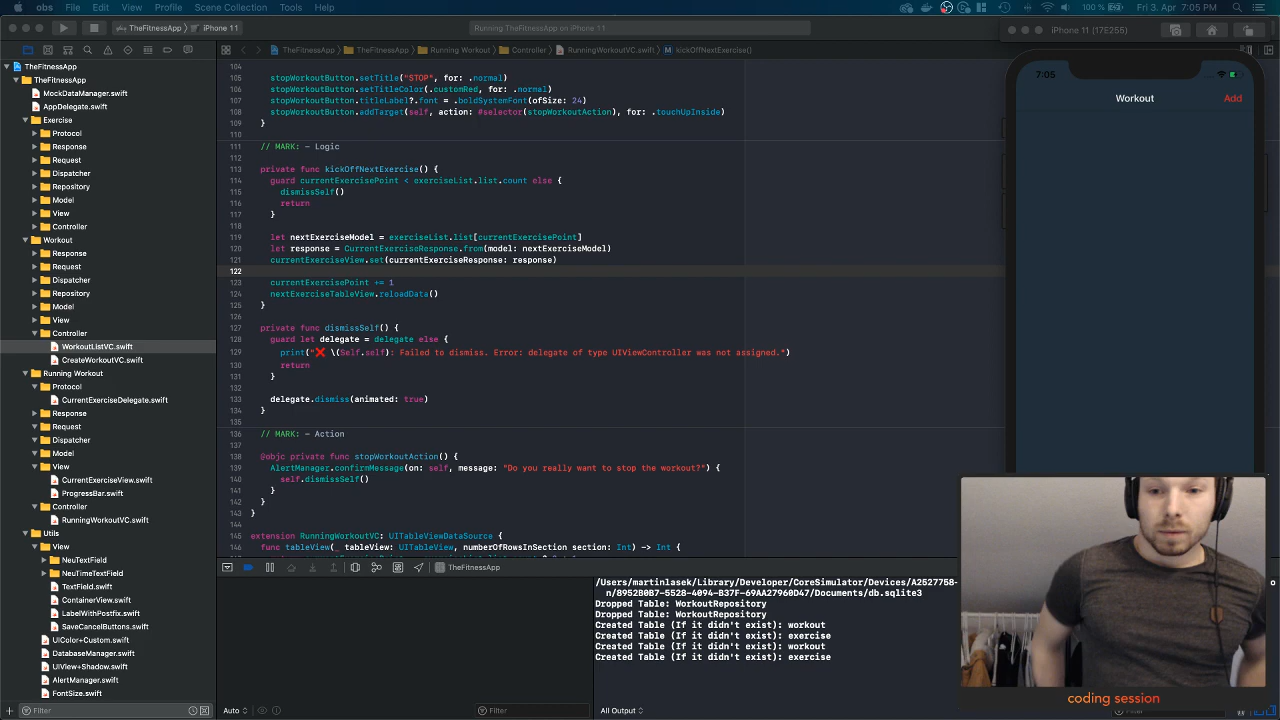 obs File Edit View Profile Scene Collection Tools Help 100 % Fri 3. Apr 7:05 PM
TheFitnessApp iPhone 11 Running TheFitnessApp on iPhone 11 iPhone 11 (17E255)
TheFitnessApp TheFitnessApp Running Workout Controller RunningWorkoutVC.swift M kickOffNextExercise()
TheFitnessApp
TheFitnessApp
MockDataManager.swift
AppDelegate.swift
Exercise
Protocol
Response
Request
Dispatcher
Repository
Model
View
Controller
Workout
Response
Request
Dispatcher
Repository
Model
View
Controller
WorkoutListVC.swift
CreateWorkoutVC.swift
Running Workout
Protocol
CurrentExerciseDelegate.swift
Response
Request
Dispatcher
Model
View
CurrentExerciseView.swift
ProgressBar.swift
Controller
RunningWorkoutVC.swift
Utils
View
NeuTextField
NeuTimeTextField
TextField.swift
ContainerView.swift
LabelWithPostfix.swift
SaveCancelButtons.swift
UIColor+Custom.swift
DatabaseManager.swift
UIView+Shadow.swift
AlertManager.swift
FontSize.swift
Filter
104
105 stopWorkoutButton.setTitle("STOP", for: .normal)
106 stopWorkoutButton.setTitleColor(.customRed, for: .normal)
107 stopWorkoutButton.titleLabel?.font = .boldSystemFont(ofSize: 24)
108 stopWorkoutButton.addTarget(self, action: #selector(stopWorkoutAction), for: .touchUpInside)
109 }
110
111 // MARK: - Logic
112
113 private func kickOffNextExercise() {
114 guard currentExercisePoint < exerciseList.list.count else {
115 dismissSelf()
116 return
117 }
118
119 let nextExerciseModel = exerciseList.list[currentExercisePoint]
120 let response = CurrentExerciseResponse.from(model: nextExerciseModel)
121 currentExerciseView.set(currentExerciseResponse: response)
122
123 currentExercisePoint += 1
124 nextExerciseTableView.reloadData()
125 }
126
127 private func dismissSelf() {
128 guard let delegate = delegate else {
129 print("❌ \(Self.self): Failed to dismiss. Error: delegate of type UIViewController was not assigned.")
130 return
131 }
132
133 delegate.dismiss(animated: true)
134 }
135
136 // MARK: - Action
137
138 @objc private func stopWorkoutAction() {
139 AlertManager.confirmMessage(on: self, message: "Do you really want to stop the workout?") {
140 self.dismissSelf()
141 }
142 }
143 }
144
145 extension RunningWorkoutVC: UITableViewDataSource {
146 func tableView(_ tableView: UITableView, numberOfRowsInSection section: Int) -> Int {
TheFitnessApp
/Users/martinlasek/Library/Developer/CoreSimulator/Devices/A2527758-
n/8952B0B7-5528-4094-B37F-69AA27960D47/Documents/db.sqlite3
Dropped Table: WorkoutRepository
Dropped Table: WorkoutRepository
Created Table (If it didn't exist): workout
Created Table (If it didn't exist): exercise
Created Table (If it didn't exist): workout
Created Table (If it didn't exist): exercise
Auto Filter All Output
7:05
Workout Add
coding session